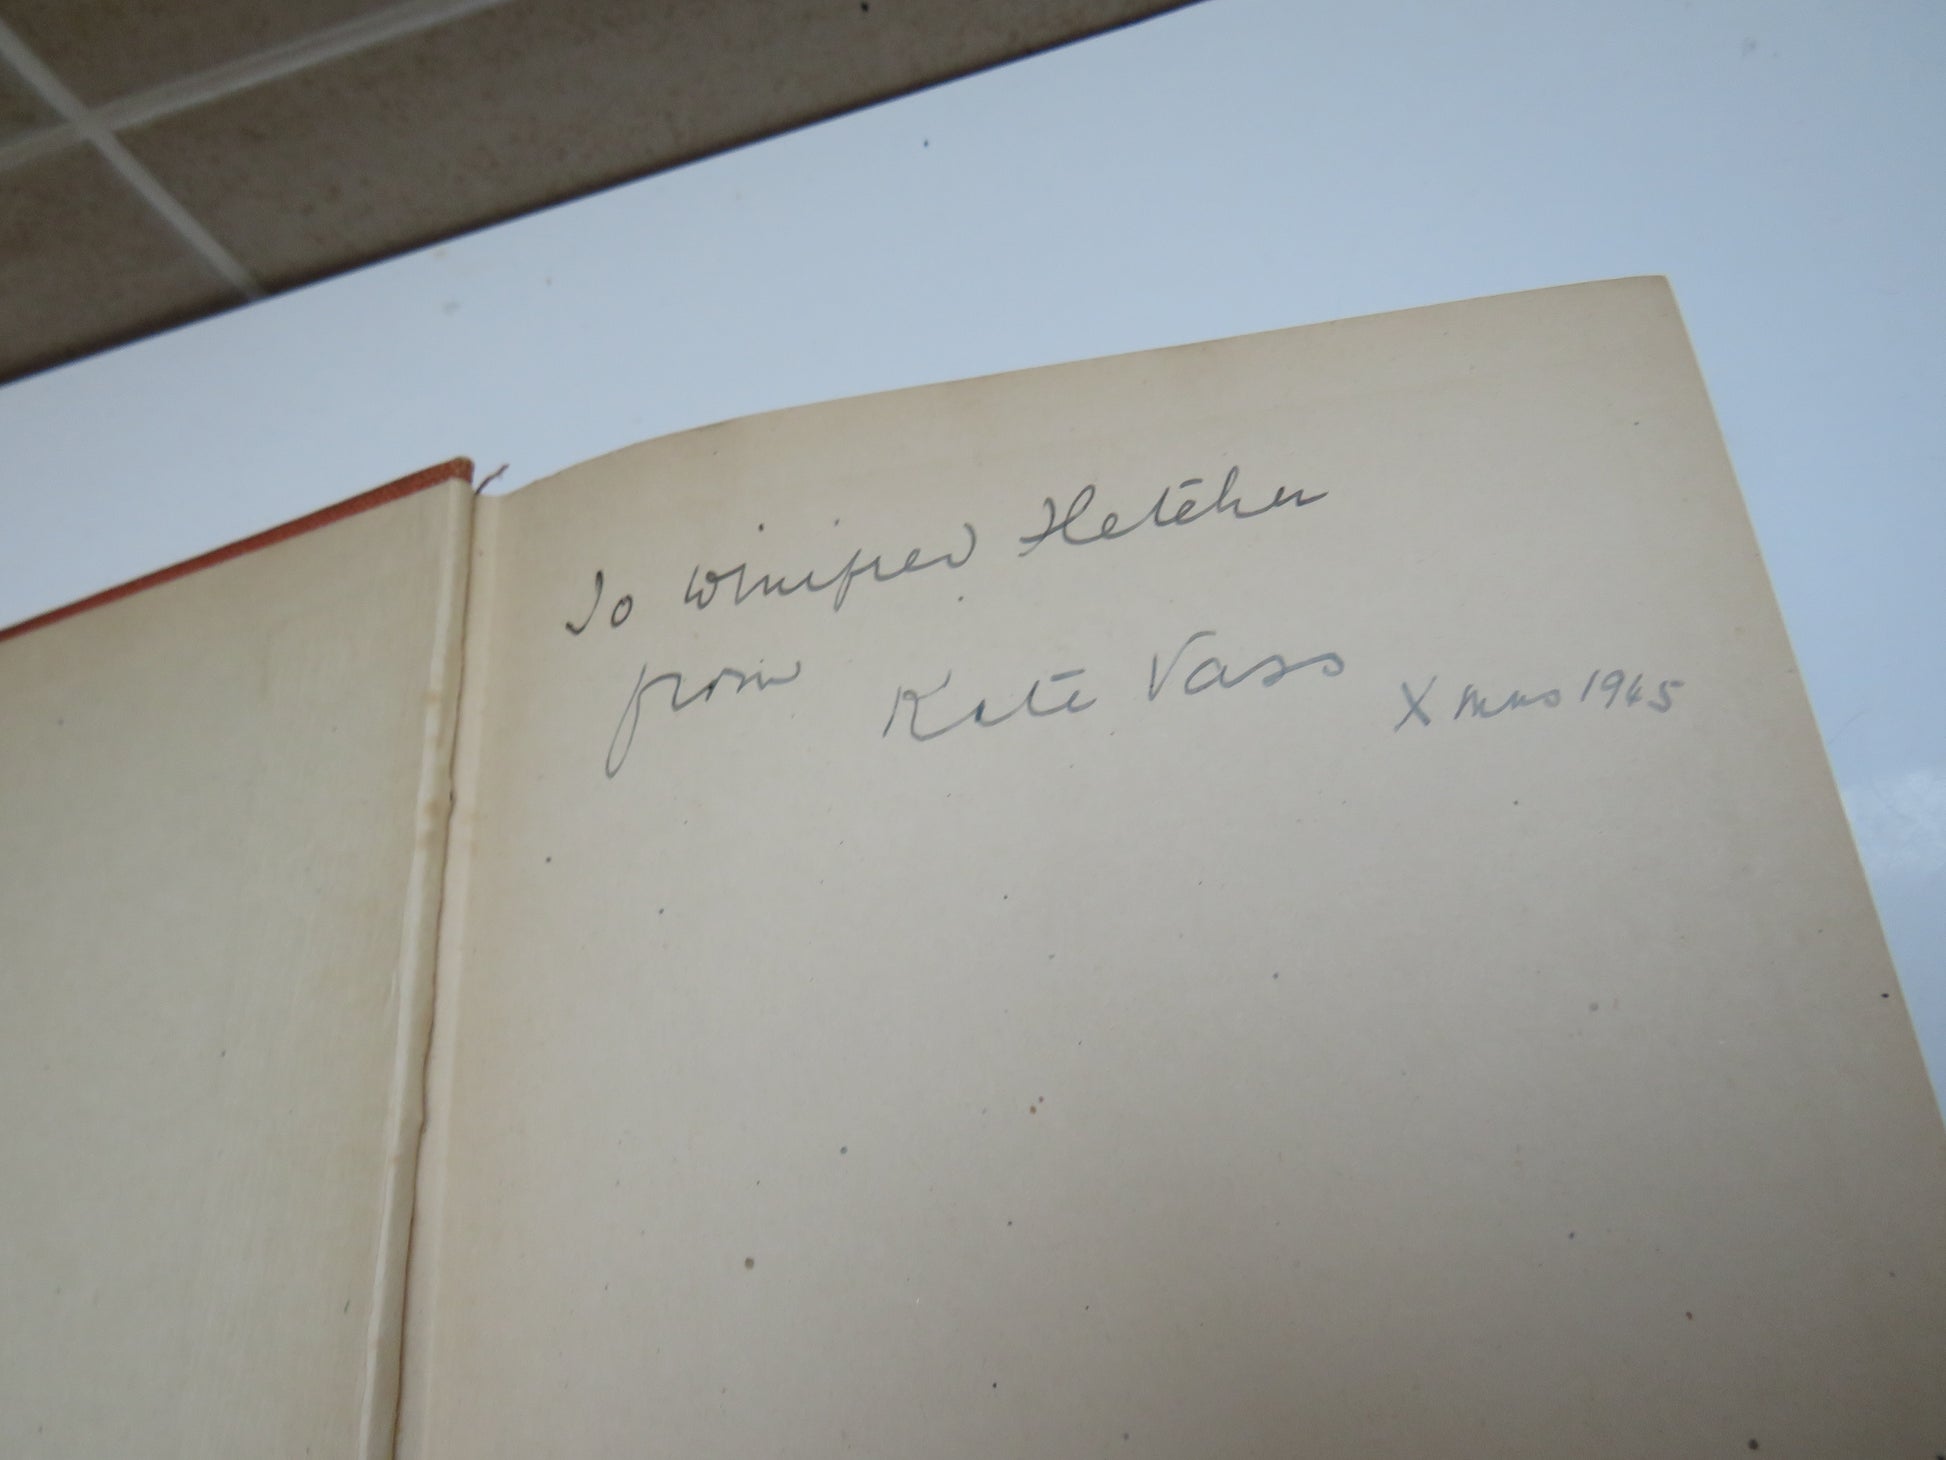 To Winifred Fletcher
from Kate Vass Xmas 1945